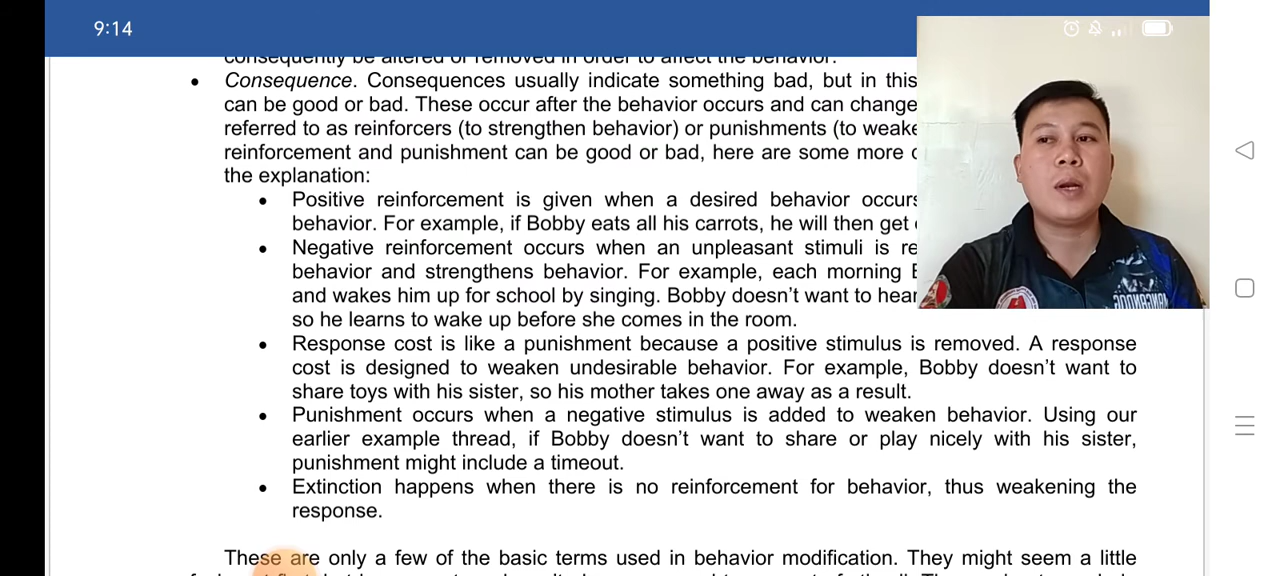 9:14
consequently be altered or removed in order to affect the behavior.
• Consequence. Consequences usually indicate something bad, but in this
can be good or bad. These occur after the behavior occurs and can change
referred to as reinforcers (to strengthen behavior) or punishments (to weake
reinforcement and punishment can be good or bad, here are some more
the explanation:
• Positive reinforcement is given when a desired behavior occurs
behavior. For example, if Bobby eats all his carrots, he will then get
• Negative reinforcement occurs when an unpleasant stimuli is re
behavior and strengthens behavior. For example, each morning
and wakes him up for school by singing. Bobby doesn't want to hear
so he learns to wake up before she comes in the room.
• Response cost is like a punishment because a positive stimulus is removed. A response
cost is designed to weaken undesirable behavior. For example, Bobby doesn't want to
share toys with his sister, so his mother takes one away as a result.
• Punishment occurs when a negative stimulus is added to weaken behavior. Using our
earlier example thread, if Bobby doesn't want to share or play nicely with his sister,
punishment might include a timeout.
• Extinction happens when there is no reinforcement for behavior, thus weakening the
response.
These are only a few of the basic terms used in behavior modification. They might seem a little